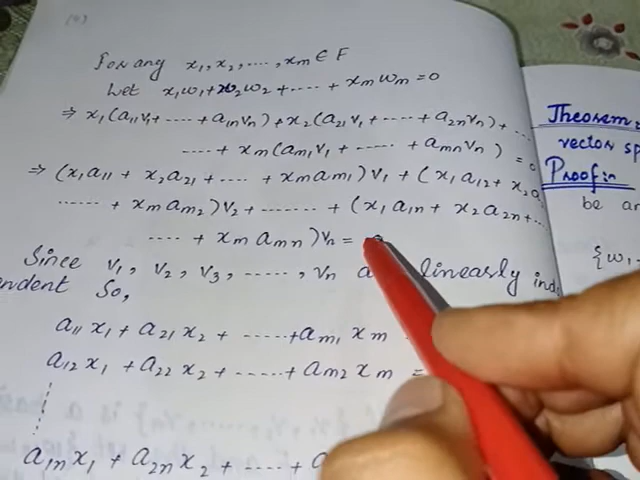 For any x₁, x₂, ....., xₘ ∈ F
Let x₁w₁+x₂w₂+.....+ xₘwₘ=0
⇒ x₁(a₁₁v₁+.....+a₁ₙvₙ)+x₂(a₂₁v₁+.....+a₂ₙvₙ)+...
.....+xₘ(aₘ₁v₁+.....+aₘₙvₙ)=0
⇒ (x₁a₁₁+x₂a₂₁+.....+xₘaₘ₁)v₁+(x₁a₁₂+x₂a
......+xₘaₘ₂)v₂+.......+(x₁a₁ₙ+x₂a₂ₙ+...
.....+xₘaₘₙ)vₙ=
Since v₁, v₂, v₃, ......, vₙ a linearly ind
endent So,
a₁₁x₁+a₂₁x₂+.....+aₘ₁xₘ
a₁₂x₁+a₂₂x₂+.....+aₘ₂xₘ =
a₁ₙx₁+a₂ₙx₂+.....+a
Theorem
vector sp
Proof:-
be an
{w₁